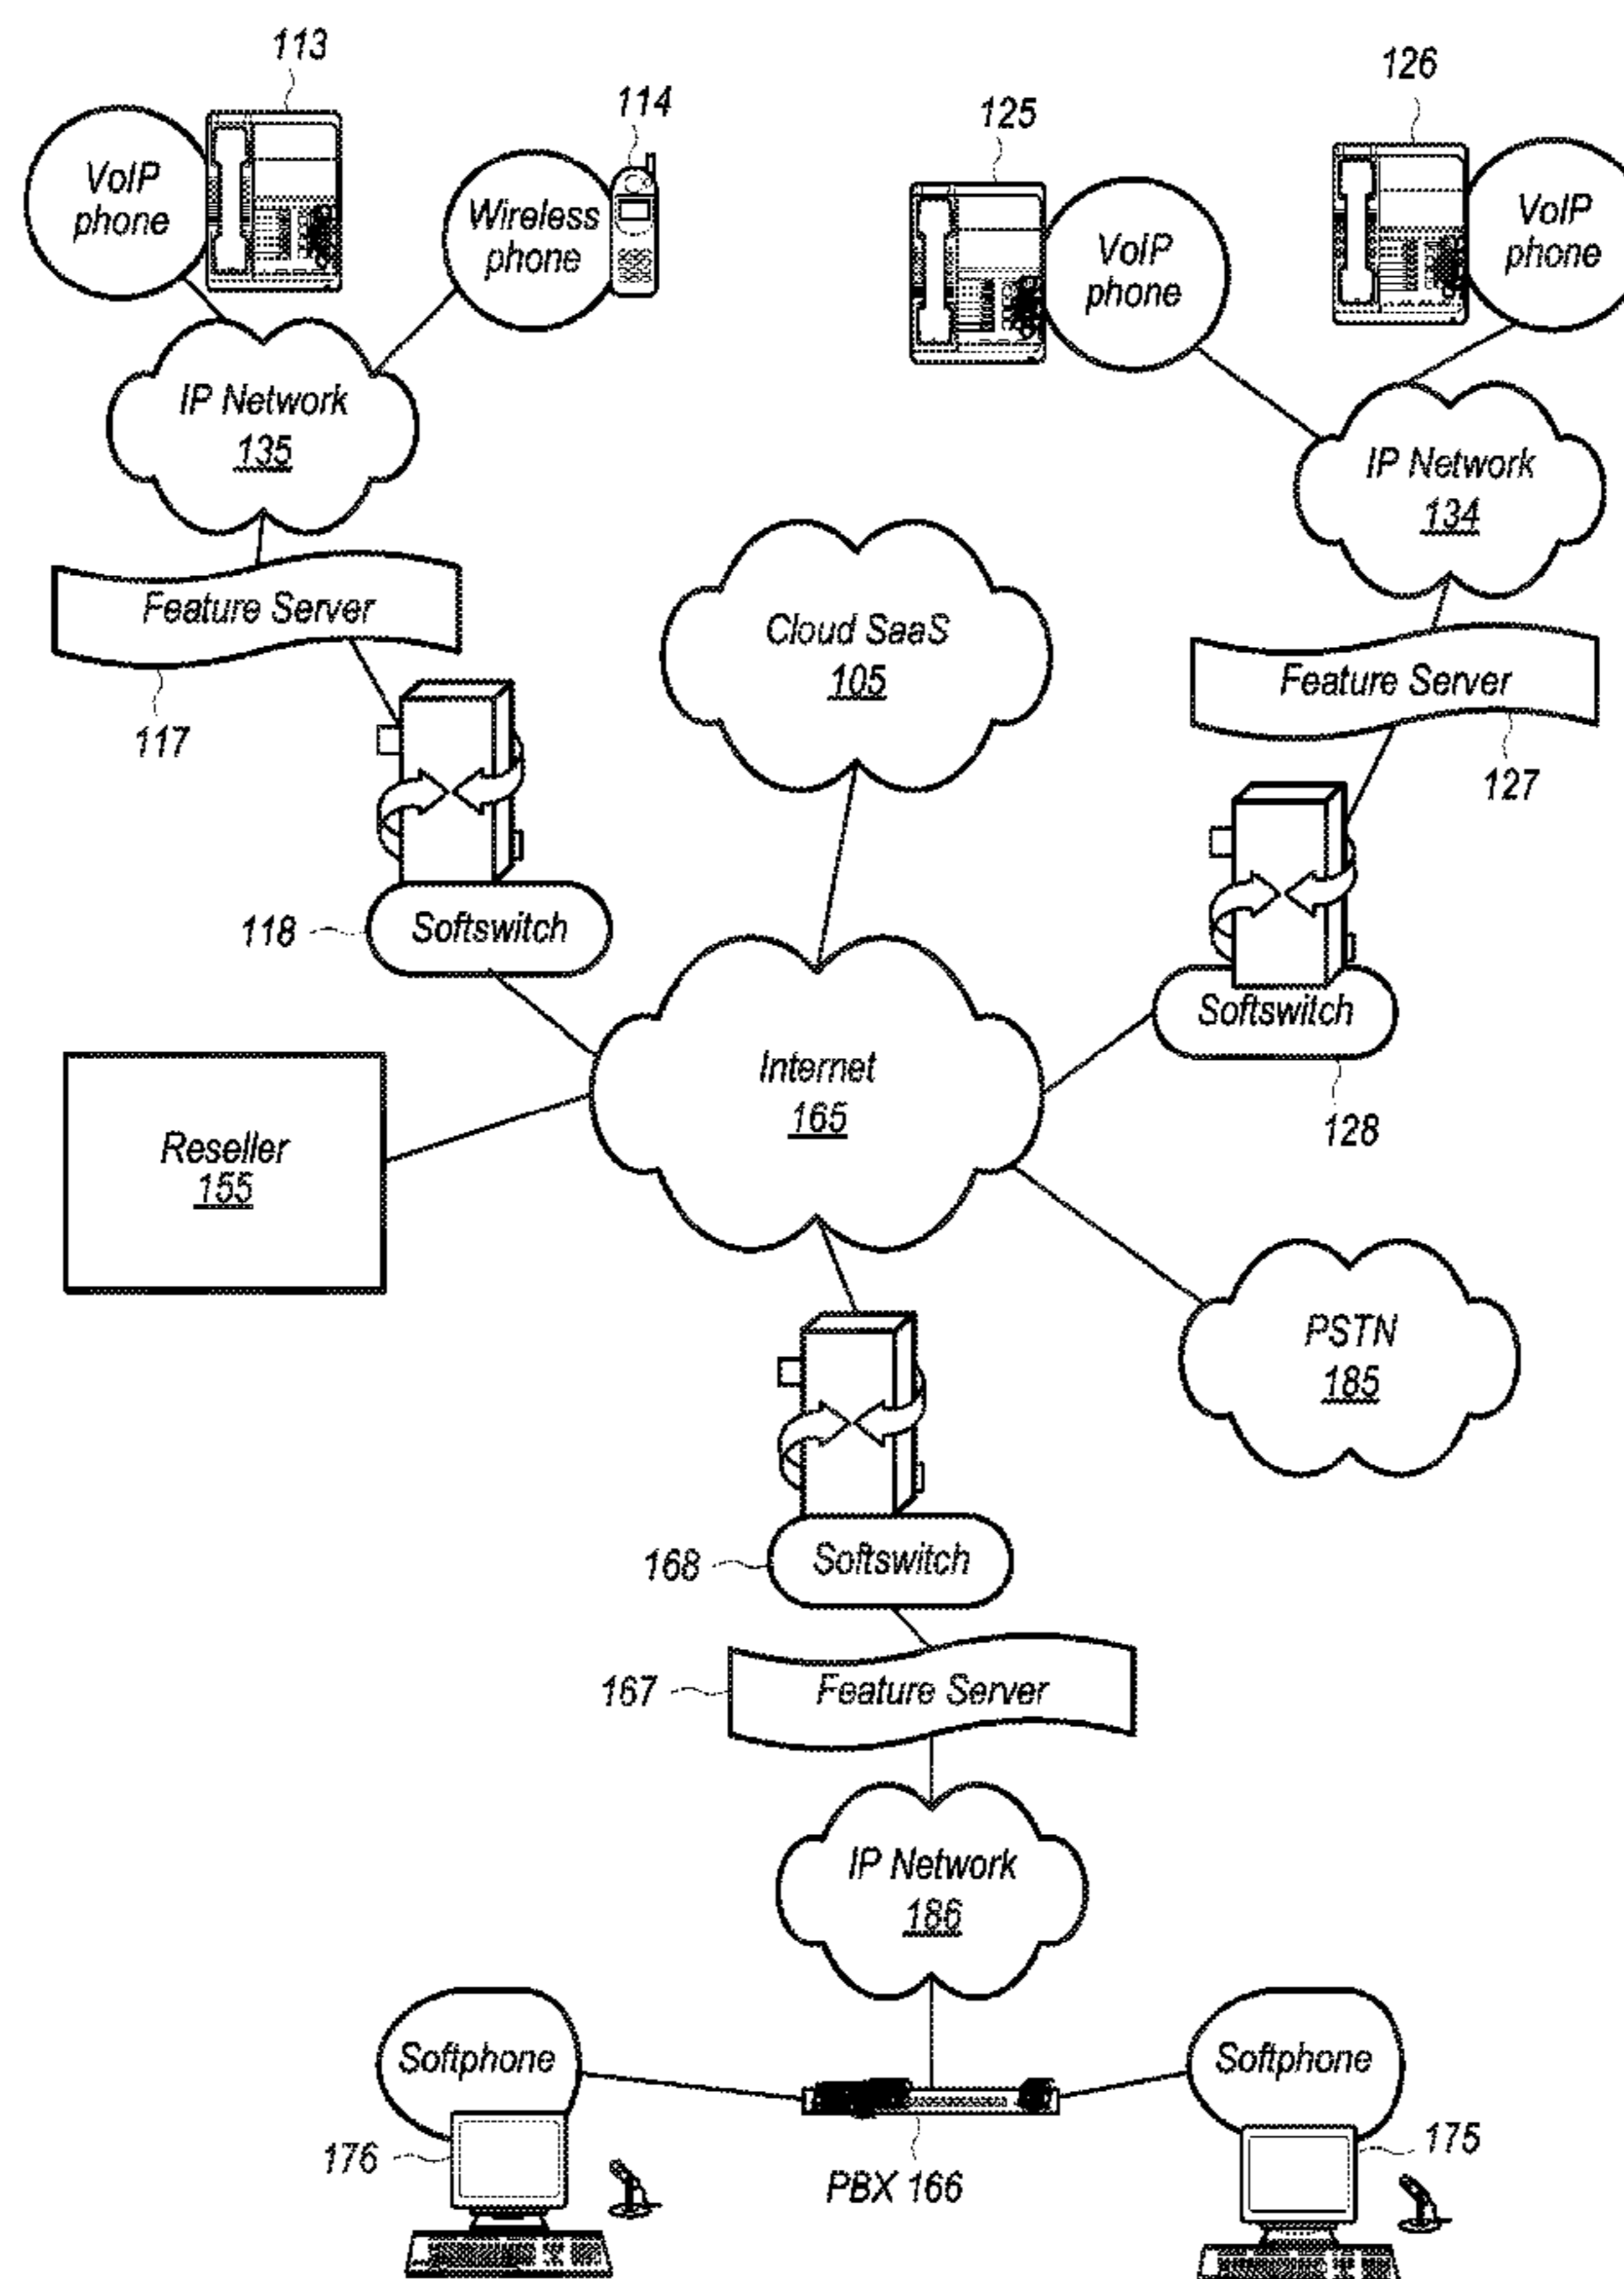 113
114
VoIP
phone
Wireless
phone
IP Network
135
Feature Server
117
118
Softswitch
125
126
VoIP
phone
VoIP
phone
IP Network
134
Feature Server
127
Softswitch
128
Cloud SaaS
105
Internet
165
Reseller
155
PSTN
185
168
Softswitch
167
Feature Server
IP Network
186
Softphone
176
PBX 166
Softphone
175